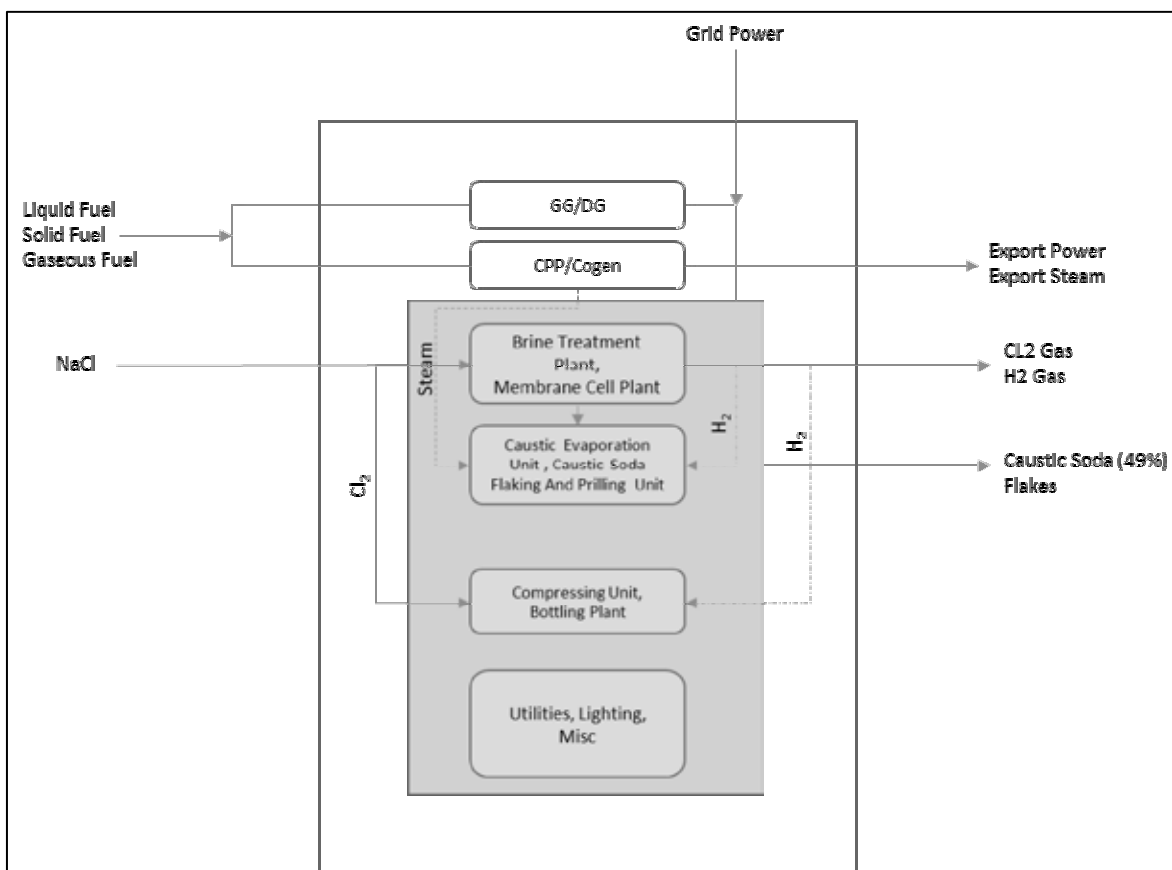 Grid Power
GG/DG
Liquid Fuel
Solid Fuel
Gaseous Fuel
CPP/Cogen
Export Power
Export Steam
Steam
Brine Treatment
Plant,
Membrane Cell Plant
NaCl
CL2 Gas
H2 Gas
H₂
H₂
Caustic Evaporation
Unit , Caustic Soda
Flaking And Prilling Unit
Caustic Soda (49%)
Flakes
Cl₂
Compressing Unit,
Bottling Plant
Utilities, Lighting,
Misc